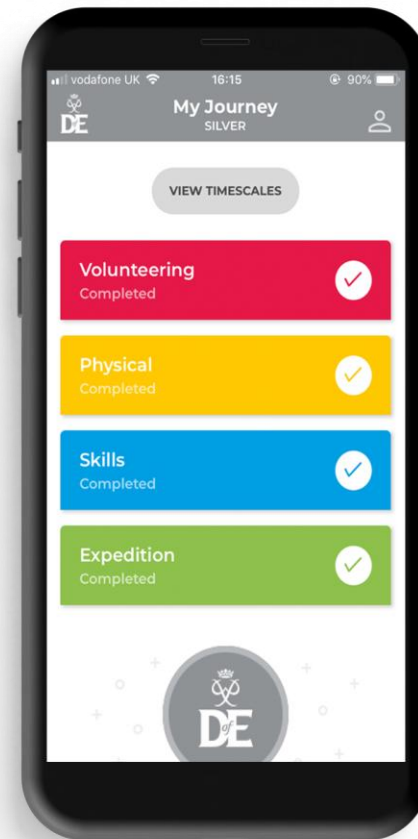 vodafone UK 16:15 90%
DofE
My Journey
SILVER
VIEW TIMESCALES
Volunteering
Completed
Physical
Completed
Skills
Completed
Expedition
Completed
DofE